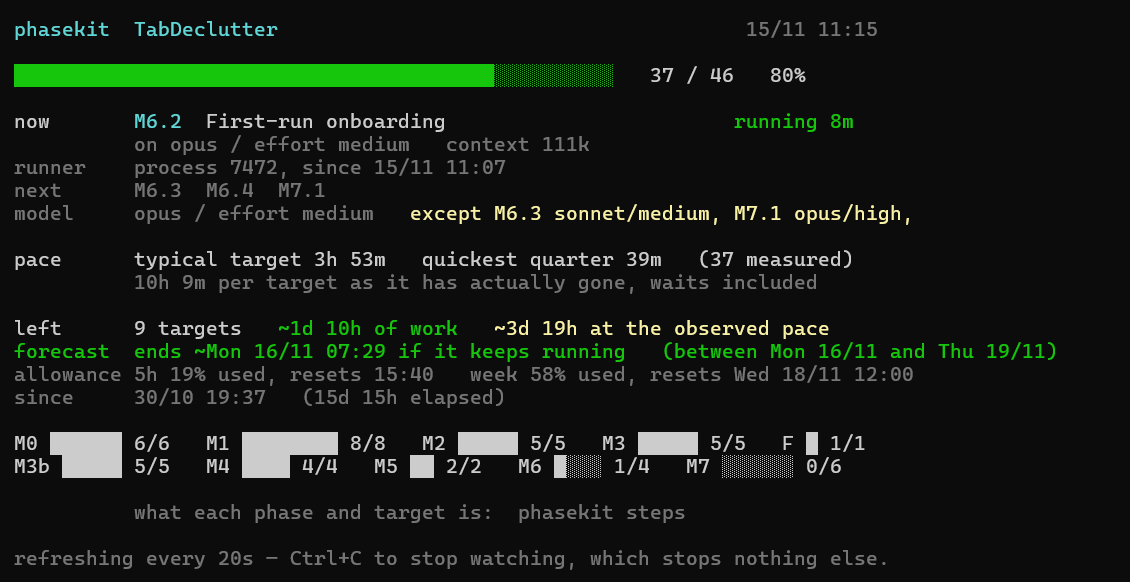 phasekit  TabDeclutter  15/11 11:15
37 / 46   80%
now  M6.2  First-run onboarding  running 8m
on opus / effort medium   context 111k
runner  process 7472, since 15/11 11:07
next  M6.3  M6.4  M7.1
model  opus / effort medium   except M6.3 sonnet/medium, M7.1 opus/high,
pace  typical target 3h 53m   quickest quarter 39m   (37 measured)
10h 9m per target as it has actually gone, waits included
left  9 targets   ~1d 10h of work   ~3d 19h at the observed pace
forecast  ends ~Mon 16/11 07:29 if it keeps running   (between Mon 16/11 and Thu 19/11)
allowance 5h 19% used, resets 15:40   week 58% used, resets Wed 18/11 12:00
since  30/10 19:37   (15d 15h elapsed)
M0 6/6   M1 8/8   M2 5/5   M3 5/5   F 1/1
M3b 5/5   M4 4/4   M5 2/2   M6 1/4   M7 0/6
what each phase and target is:  phasekit steps
refreshing every 20s — Ctrl+C to stop watching, which stops nothing else.